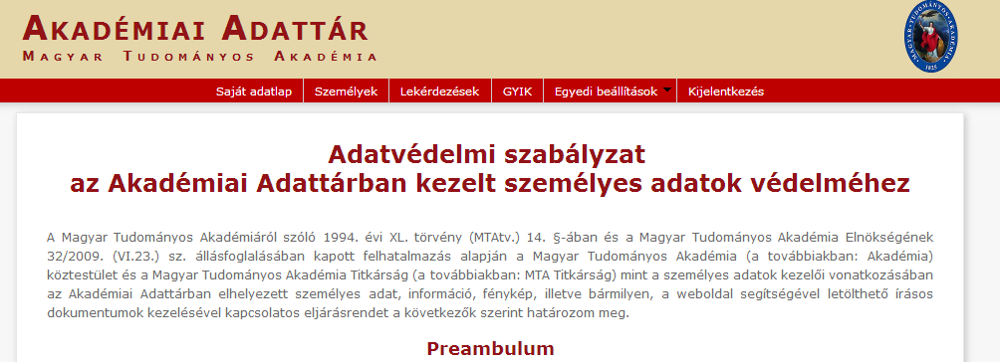 AKADÉMIAI ADATTÁR
MAGYAR TUDOMÁNYOS AKADÉMIA
MAGYAR · TUDOMÁNYOS · AKADÉMIA · 1825
Saját adatlap Személyek Lekérdezések GYIK Egyedi beállítások Kijelentkezés
Adatvédelmi szabályzat
az Akadémiai Adattárban kezelt személyes adatok védelméhez
A Magyar Tudományos Akadémiáról szóló 1994. évi XL. törvény (MTAtv.) 14. §-ában és a Magyar Tudományos Akadémia Elnökségének
32/2009. (VI.23.) sz. állásfoglalásában kapott felhatalmazás alapján a Magyar Tudományos Akadémia (a továbbiakban: Akadémia)
köztestület és a Magyar Tudományos Akadémia Titkárság (a továbbiakban: MTA Titkárság) mint a személyes adatok kezelői vonatkozásában
az Akadémiai Adattárban elhelyezett személyes adat, információ, fénykép, illetve bármilyen, a weboldal segítségével letölthető írásos
dokumentumok kezelésével kapcsolatos eljárásrendet a következők szerint határozom meg.
Preambulum